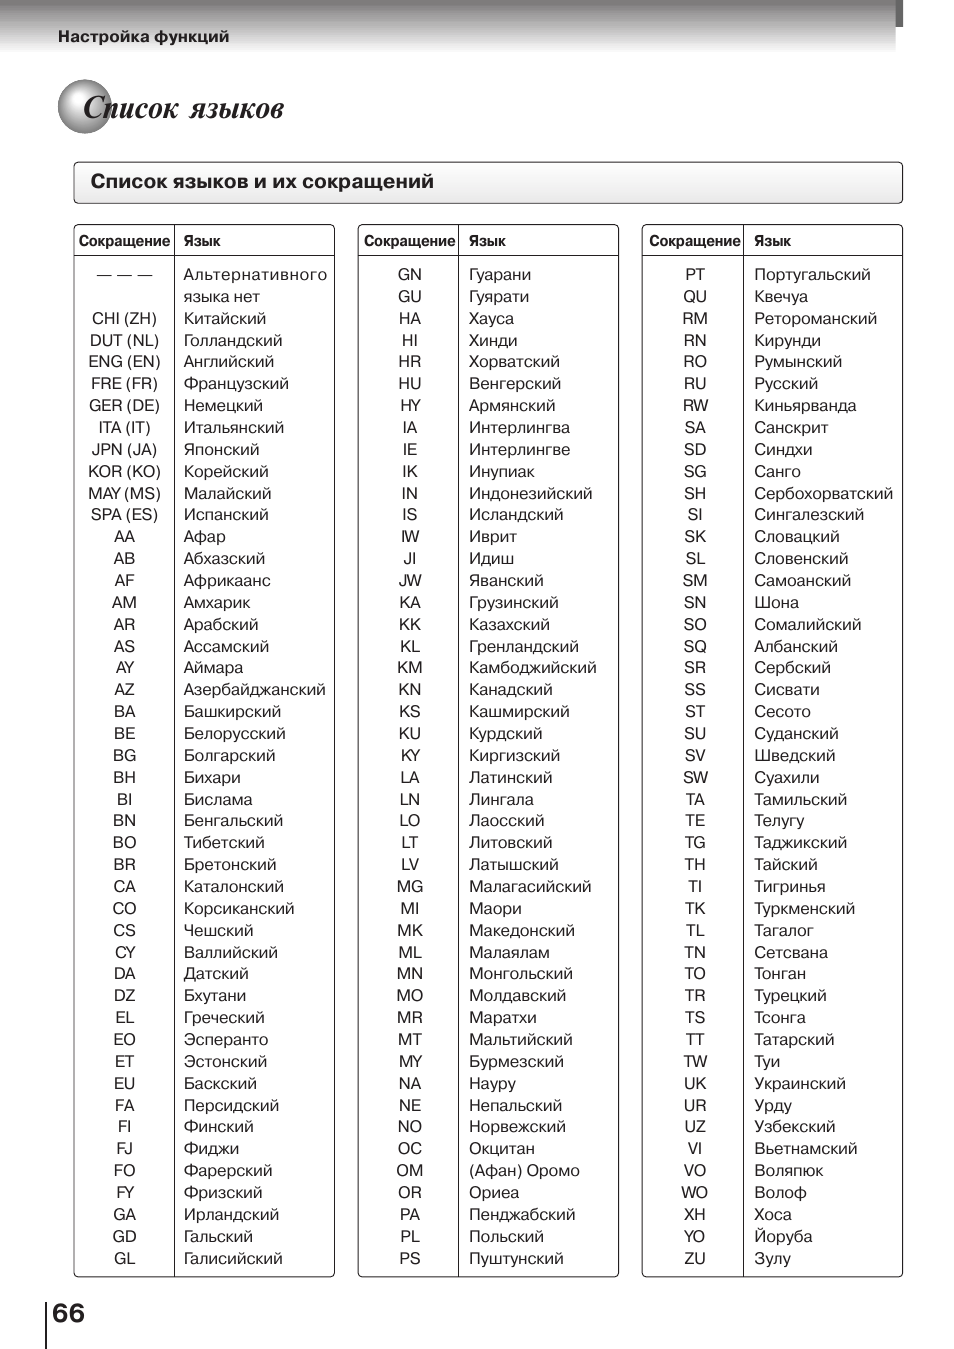 Настройка функций
Список языков
Список языков и их сокращений
Сокращение Язык
— — — Альтернативного
языка нет
CHI (ZH) Китайский
DUT (NL) Голландский
ENG (EN) Английский
FRE (FR) Французский
GER (DE) Немецкий
ITA (IT) Итальянский
JPN (JA) Японский
KOR (KO) Корейский
MAY (MS) Малайский
SPA (ES) Испанский
AA Афар
AB Абхазский
AF Африкаанс
AM Амхарик
AR Арабский
AS Ассамский
AY Аймара
AZ Азербайджанский
BA Башкирский
BE Белорусский
BG Болгарский
BH Бихари
BI Бислама
BN Бенгальский
BO Тибетский
BR Бретонский
CA Каталонский
CO Корсиканский
CS Чешский
CY Валлийский
DA Датский
DZ Бхутани
EL Греческий
EO Эсперанто
ET Эстонский
EU Баскский
FA Персидский
FI Финский
FJ Фиджи
FO Фарерский
FY Фризский
GA Ирландский
GD Гальский
GL Галисийский
Сокращение Язык
GN Гуарани
GU Гуярати
HA Хауса
HI Хинди
HR Хорватский
HU Венгерский
HY Армянский
IA Интерлингва
IE Интерлингве
IK Инупиак
IN Индонезийский
IS Исландский
IW Иврит
JI Идиш
JW Яванский
KA Грузинский
KK Казахский
KL Гренландский
KM Камбоджийский
KN Канадский
KS Кашмирский
KU Курдский
KY Киргизский
LA Латинский
LN Лингала
LO Лаосский
LT Литовский
LV Латышский
MG Малагасийский
MI Маори
MK Македонский
ML Малаялам
MN Монгольский
MO Молдавский
MR Маратхи
MT Мальтийский
MY Бурмезский
NA Науру
NE Непальский
NO Норвежский
OC Окцитан
OM (Афан) Оромо
OR Ориеа
PA Пенджабский
PL Польский
PS Пуштунский
Сокращение Язык
PT Португальский
QU Квечуа
RM Ретороманский
RN Кирунди
RO Румынский
RU Русский
RW Киньярванда
SA Санскрит
SD Синдхи
SG Санго
SH Сербохорватский
SI Сингалезский
SK Словацкий
SL Словенский
SM Самоанский
SN Шона
SO Сомалийский
SQ Албанский
SR Сербский
SS Сисвати
ST Сесото
SU Суданский
SV Шведский
SW Суахили
TA Тамильский
TE Телугу
TG Таджикский
TH Тайский
TI Тигринья
TK Туркменский
TL Тагалог
TN Сетсвана
TO Тонган
TR Турецкий
TS Тсонга
TT Татарский
TW Туи
UK Украинский
UR Урду
UZ Узбекский
VI Вьетнамский
VO Воляпюк
WO Волоф
XH Хоса
YO Йоруба
ZU Зулу
66